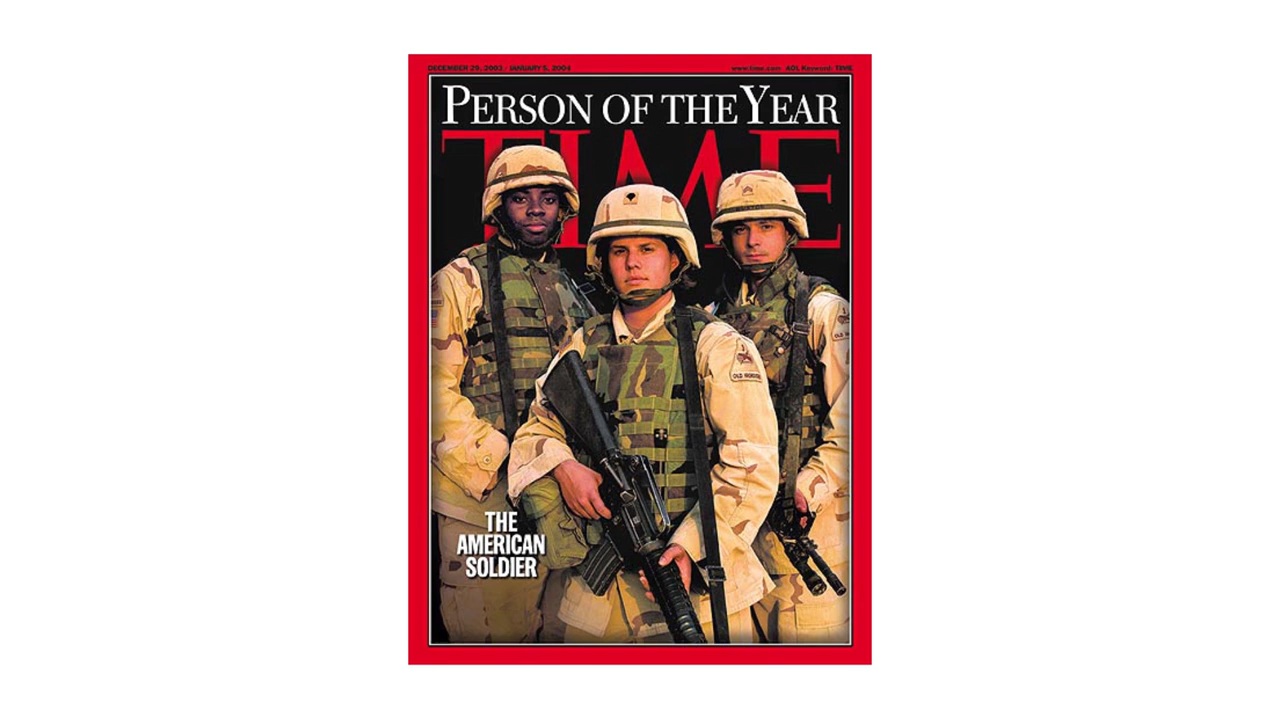 DECEMBER 29, 2003 / JANUARY 5, 2004
www.time.com AOL Keyword: TIME
PERSON OF THE YEAR
TIME
OLD IRONSIDES
THE
AMERICAN
SOLDIER